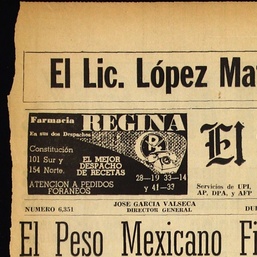 El Lic. López Ma
Farmacia REGINA
En sus dos Despachos
Constitución
101 Sur y
154 Norte.
EL MEJOR
DESPACHO
DE RECETAS
28-19 33-14
y 41-37
ATENCION A PEDIDOS
FORANEOS
El
Servicios de UPI,
AP, DPA, y AFP
JOSE GARCIA VALSECA
DIRECTOR GENERAL
NUMERO 6,351
DU
El Peso Mexicano Fi